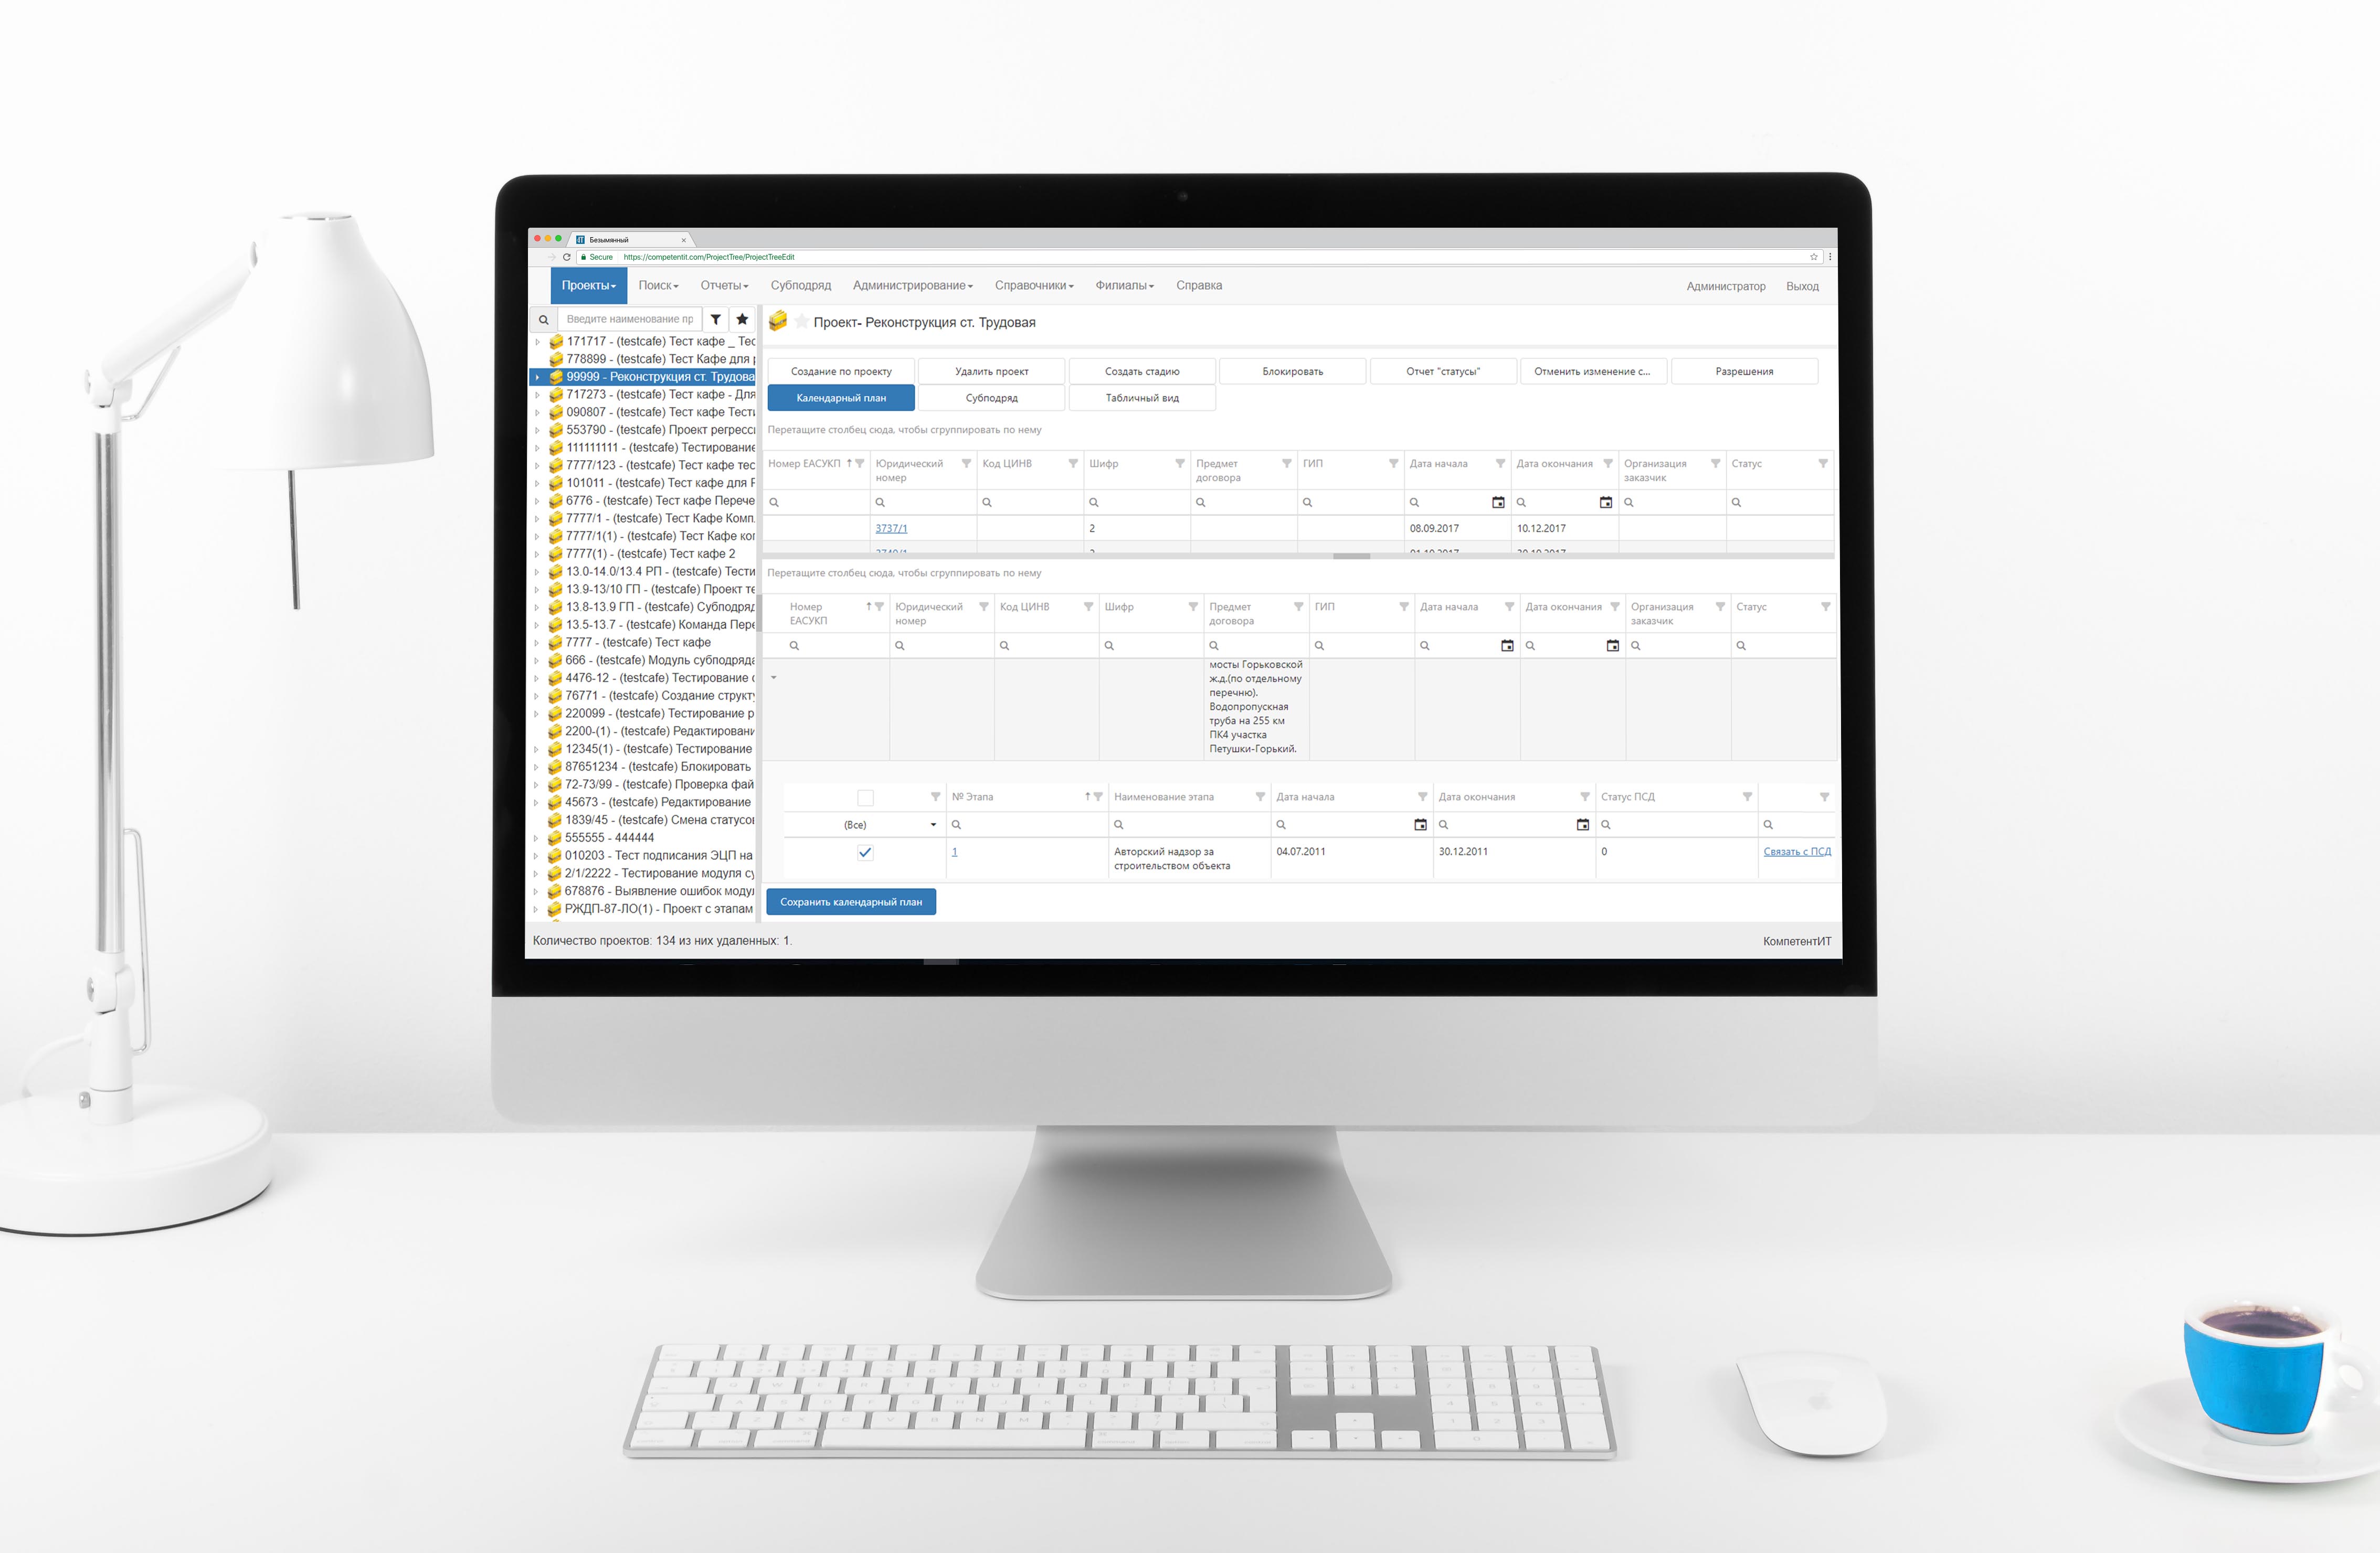 Безымянный
Secure https://competentit.com/ProjectTree/ProjectTreeEdit
Проекты Поиск Отчеты Субподряд Администрирование Справочники Филиалы Справка Администратор Выход
Введите наименование пр
171717 - (testcafe) Тест кафе _ Тес
778899 - (testcafe) Тест Кафе для
99999 - Реконструкция ст. Трудова
717273 - (testcafe) Тест кафе - Для
090807 - (testcafe) Тест кафе Тест
553790 - (testcafe) Проект регресс
111111111 - (testcafe) Тестирование
7777/123 - (testcafe) Тест кафе тес
101011 - (testcafe) Тест кафе для
6776 - (testcafe) Тест кафе Перече
7777/1 - (testcafe) Тест Кафе Комп.
7777/1(1) - (testcafe) Тест Кафе ко
7777(1) - (testcafe) Тест кафе 2
13.0-14.0/13.4 РП - (testcafe) Тести
13.9-13/10 ГП - (testcafe) Проект те
13.8-13.9 ГП - (testcafe) Субподряд
13.5-13.7 - (testcafe) Команда Пере
7777 - (testcafe) Тест кафе
666 - (testcafe) Модуль субподряда
4476-12 - (testcafe) Тестирование
76771 - (testcafe) Создание структ
220099 - (testcafe) Тестирование р
2200-(1) - (testcafe) Редактировани
12345(1) - (testcafe) Тестирование
87651234 - (testcafe) Блокировать
72-73/99 - (testcafe) Проверка фай
45673 - (testcafe) Редактирование
1839/45 - (testcafe) Смена статусо
555555 - 444444
010203 - Тест подписания ЭЦП на
2/1/2222 - Тестирование модуля су
678876 - Выявление ошибок моду
РЖДП-87-ЛО(1) - Проект с этапам
Проект- Реконструкция ст. Трудовая
Создание по проекту Удалить проект Создать стадию Блокировать Отчет "статусы" Отменить изменение с... Разрешения
Календарный план Субподряд Табличный вид
Перетащите столбец сюда, чтобы сгруппировать по нему
Номер ЕАСУКП Юридический номер Код ЦИНВ Шифр Предмет договора ГИП Дата начала Дата окончания Организация заказчик Статус
3737/1 2 08.09.2017 10.12.2017
Перетащите столбец сюда, чтобы сгруппировать по нему
Номер ЕАСУКП Юридический номер Код ЦИНВ Шифр Предмет договора ГИП Дата начала Дата окончания Организация заказчик Статус
мосты Горьковской
ж.д.(по отдельному
перечню).
Водопропускная
труба на 255 км
ПК4 участка
Петушки-Горький.
№ Этапа Наименование этапа Дата начала Дата окончания Статус ПСД
(Все)
1 Авторский надзор за строительством объекта 04.07.2011 30.12.2011 0 Связать с ПСД
Сохранить календарный план
Количество проектов: 134 из них удаленных: 1. КомпетентИТ